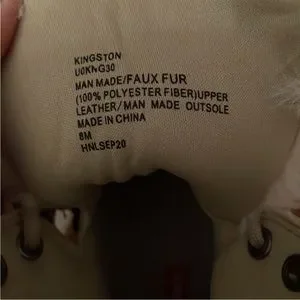 KINGSTON
U0KNG30
MAN MADE/FAUX FUR
(100% POLYESTER FIBER)UPPER
LEATHER/MAN MADE OUTSOLE
MADE IN CHINA
8M
HNLSEP20